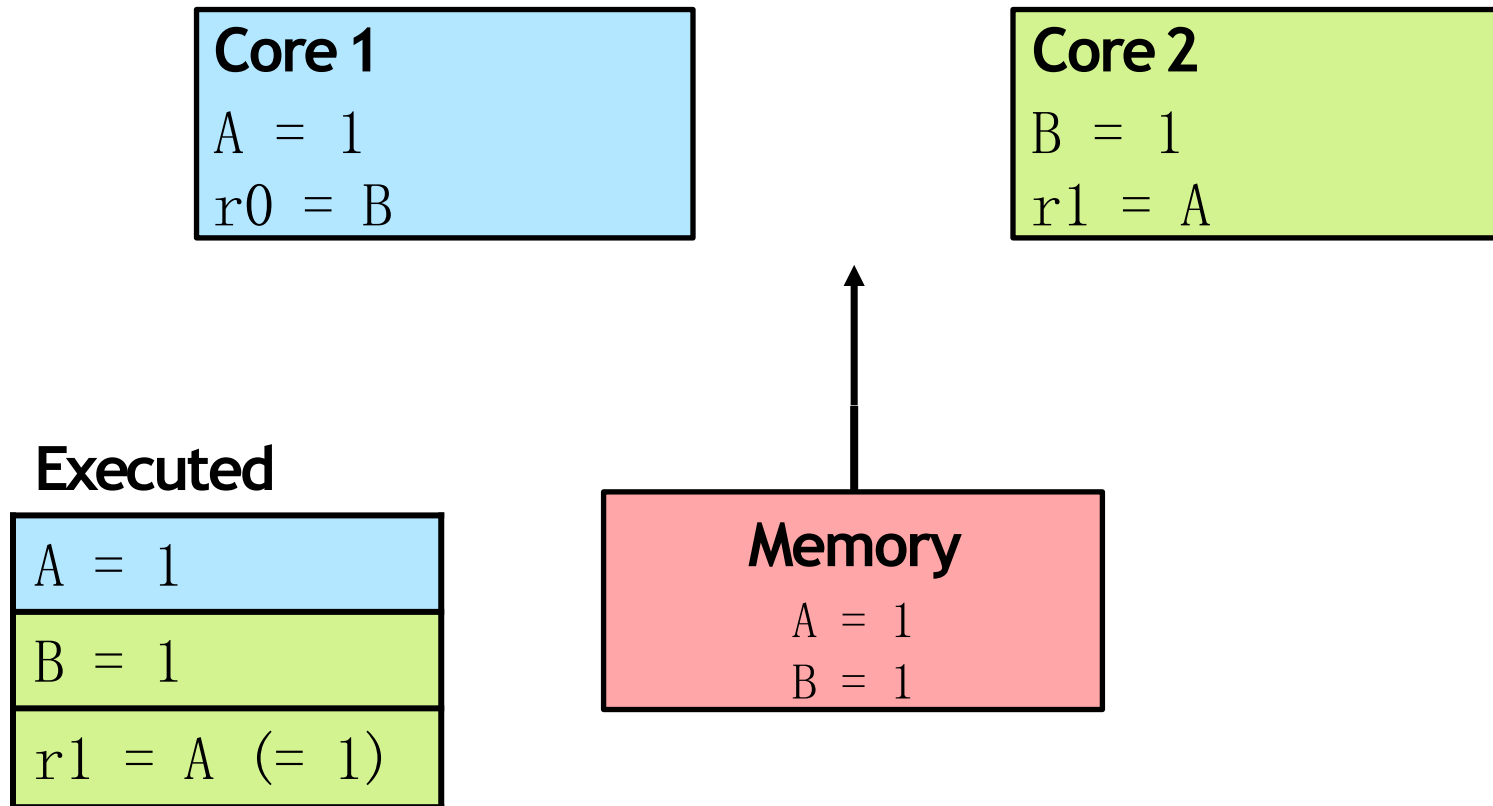 Core 1
A = 1
r0 = B
Core 2
B = 1
r1 = A
Executed
A = 1
B = 1
r1 = A (= 1)
Memory
A = 1
B = 1